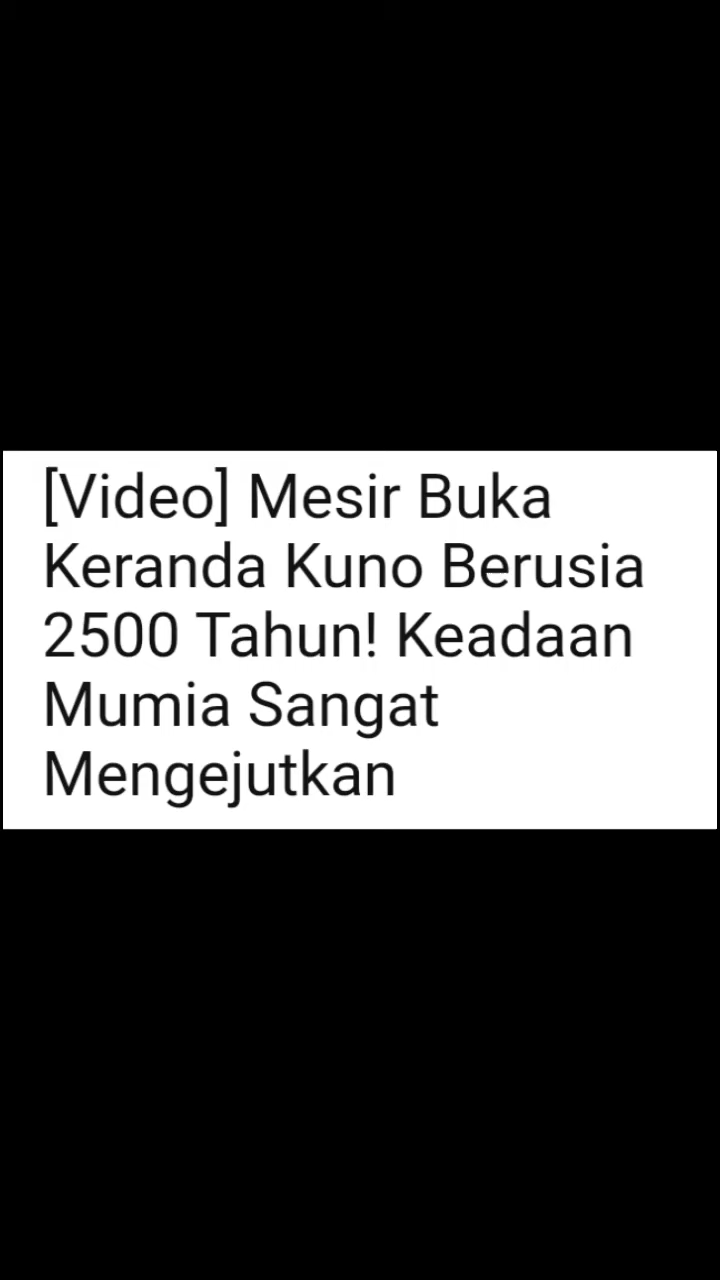 [Video] Mesir Buka
Keranda Kuno Berusia
2500 Tahun! Keadaan
Mumia Sangat
Mengejutkan